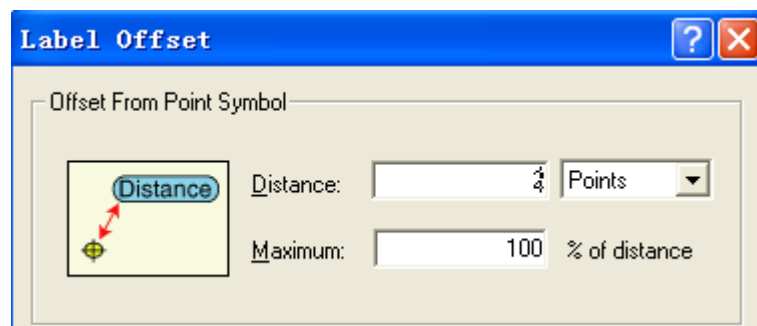 Label Offset
Offset From Point Symbol
Distance
Distance: Points
Maximum: 100 % of distance